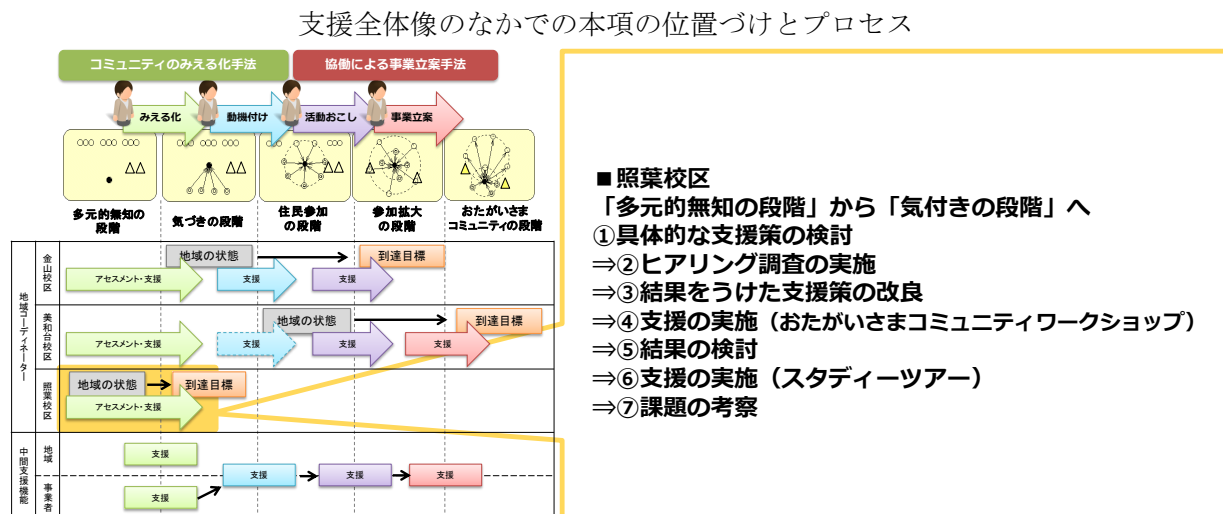 支援全体像のなかでの本項の位置づけとプロセス
コミュニティのみえる化手法
協働による事業立案手法
みえる化
動機付け
活動おこし
事業立案
○○○ ○○○ ○○○
○○○ ○○○ ○○○
多元的無知の
段階
気づきの段階
住民参加
の段階
参加拡大
の段階
おたがいさま
コミュニティの段階
地域コーディネーター
金山校区
地域の状態
到達目標
アセスメント・支援
支援
支援
美和台校区
地域の状態
到達目標
アセスメント・支援
支援
支援
支援
照葉校区
地域の状態
到達目標
アセスメント・支援
中間支援機能
地域
支援
支援
支援
支援
事業者
支援
■照葉校区
「多元的無知の段階」から「気付きの段階」へ
①具体的な支援策の検討
⇒②ヒアリング調査の実施
⇒③結果をうけた支援策の改良
⇒④支援の実施（おたがいさまコミュニティワークショップ）
⇒⑤結果の検討
⇒⑥支援の実施（スタディーツアー）
⇒⑦課題の考察